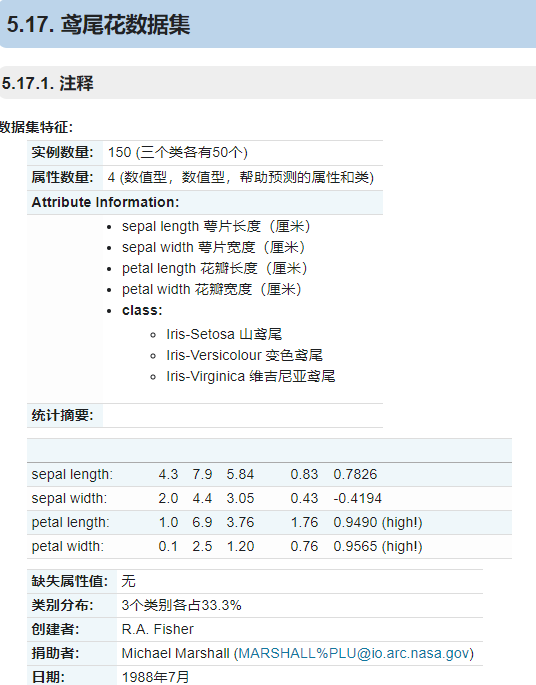 5.17. 鸢尾花数据集
5.17.1. 注释
数据集特征:
实例数量: 150 (三个类各有50个)
属性数量: 4 (数值型，数值型，帮助预测的属性和类)
Attribute Information:
• sepal length 萼片长度（厘米）
• sepal width 萼片宽度（厘米）
• petal length 花瓣长度（厘米）
• petal width 花瓣宽度（厘米）
• class:
◦ Iris-Setosa 山鸢尾
◦ Iris-Versicolour 变色鸢尾
◦ Iris-Virginica 维吉尼亚鸢尾
统计摘要:
sepal length: 4.3 7.9 5.84 0.83 0.7826
sepal width: 2.0 4.4 3.05 0.43 -0.4194
petal length: 1.0 6.9 3.76 1.76 0.9490 (high!)
petal width: 0.1 2.5 1.20 0.76 0.9565 (high!)
缺失属性值: 无
类别分布: 3个类别各占33.3%
创建者: R.A. Fisher
捐助者: Michael Marshall (MARSHALL%PLU@io.arc.nasa.gov)
日期: 1988年7月